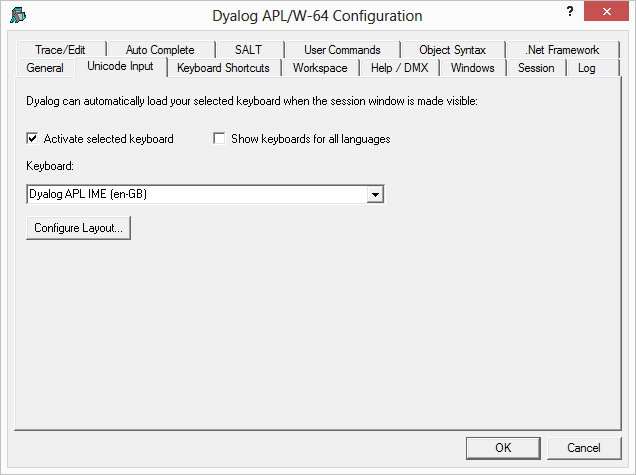 Dyalog APL/W-64 Configuration
?
Trace/Edit Auto Complete SALT User Commands Object Syntax .Net Framework
General Unicode Input Keyboard Shortcuts Workspace Help / DMX Windows Session Log
Dyalog can automatically load your selected keyboard when the session window is made visible:
Activate selected keyboard Show keyboards for all languages
Keyboard:
Dyalog APL IME (en-GB)
Configure Layout...
OK Cancel